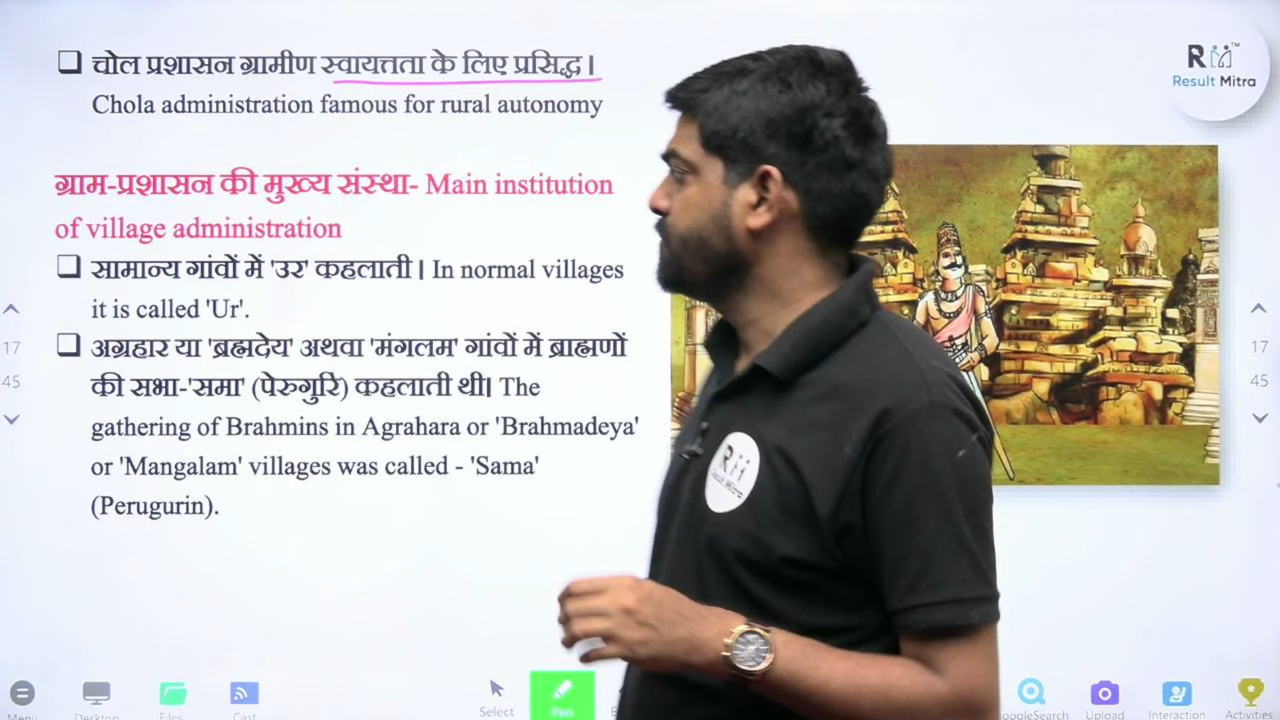 ❑ चोल प्रशासन ग्रामीण स्वायत्तता के लिए प्रसिद्ध।
Chola administration famous for rural autonomy
ग्राम-प्रशासन की मुख्य संस्था- Main institution
of village administration
❑ सामान्य गांवों में 'उर' कहलाती। In normal villages
it is called 'Ur'.
❑ अग्रहार या 'ब्रह्मदेय' अथवा 'मंगलम' गांवों में ब्राह्मणों
की सभा-'समा' (पेरुगुरि) कहलाती थी। The
gathering of Brahmins in Agrahara or 'Brahmadeya'
or 'Mangalam' villages was called - 'Sama'
(Perugurin).
Result Mitra
Result Mitra
17
45
17
45
Menu
Desktop
Files
Cast
Select
Pen
Upload
Interaction
Activities